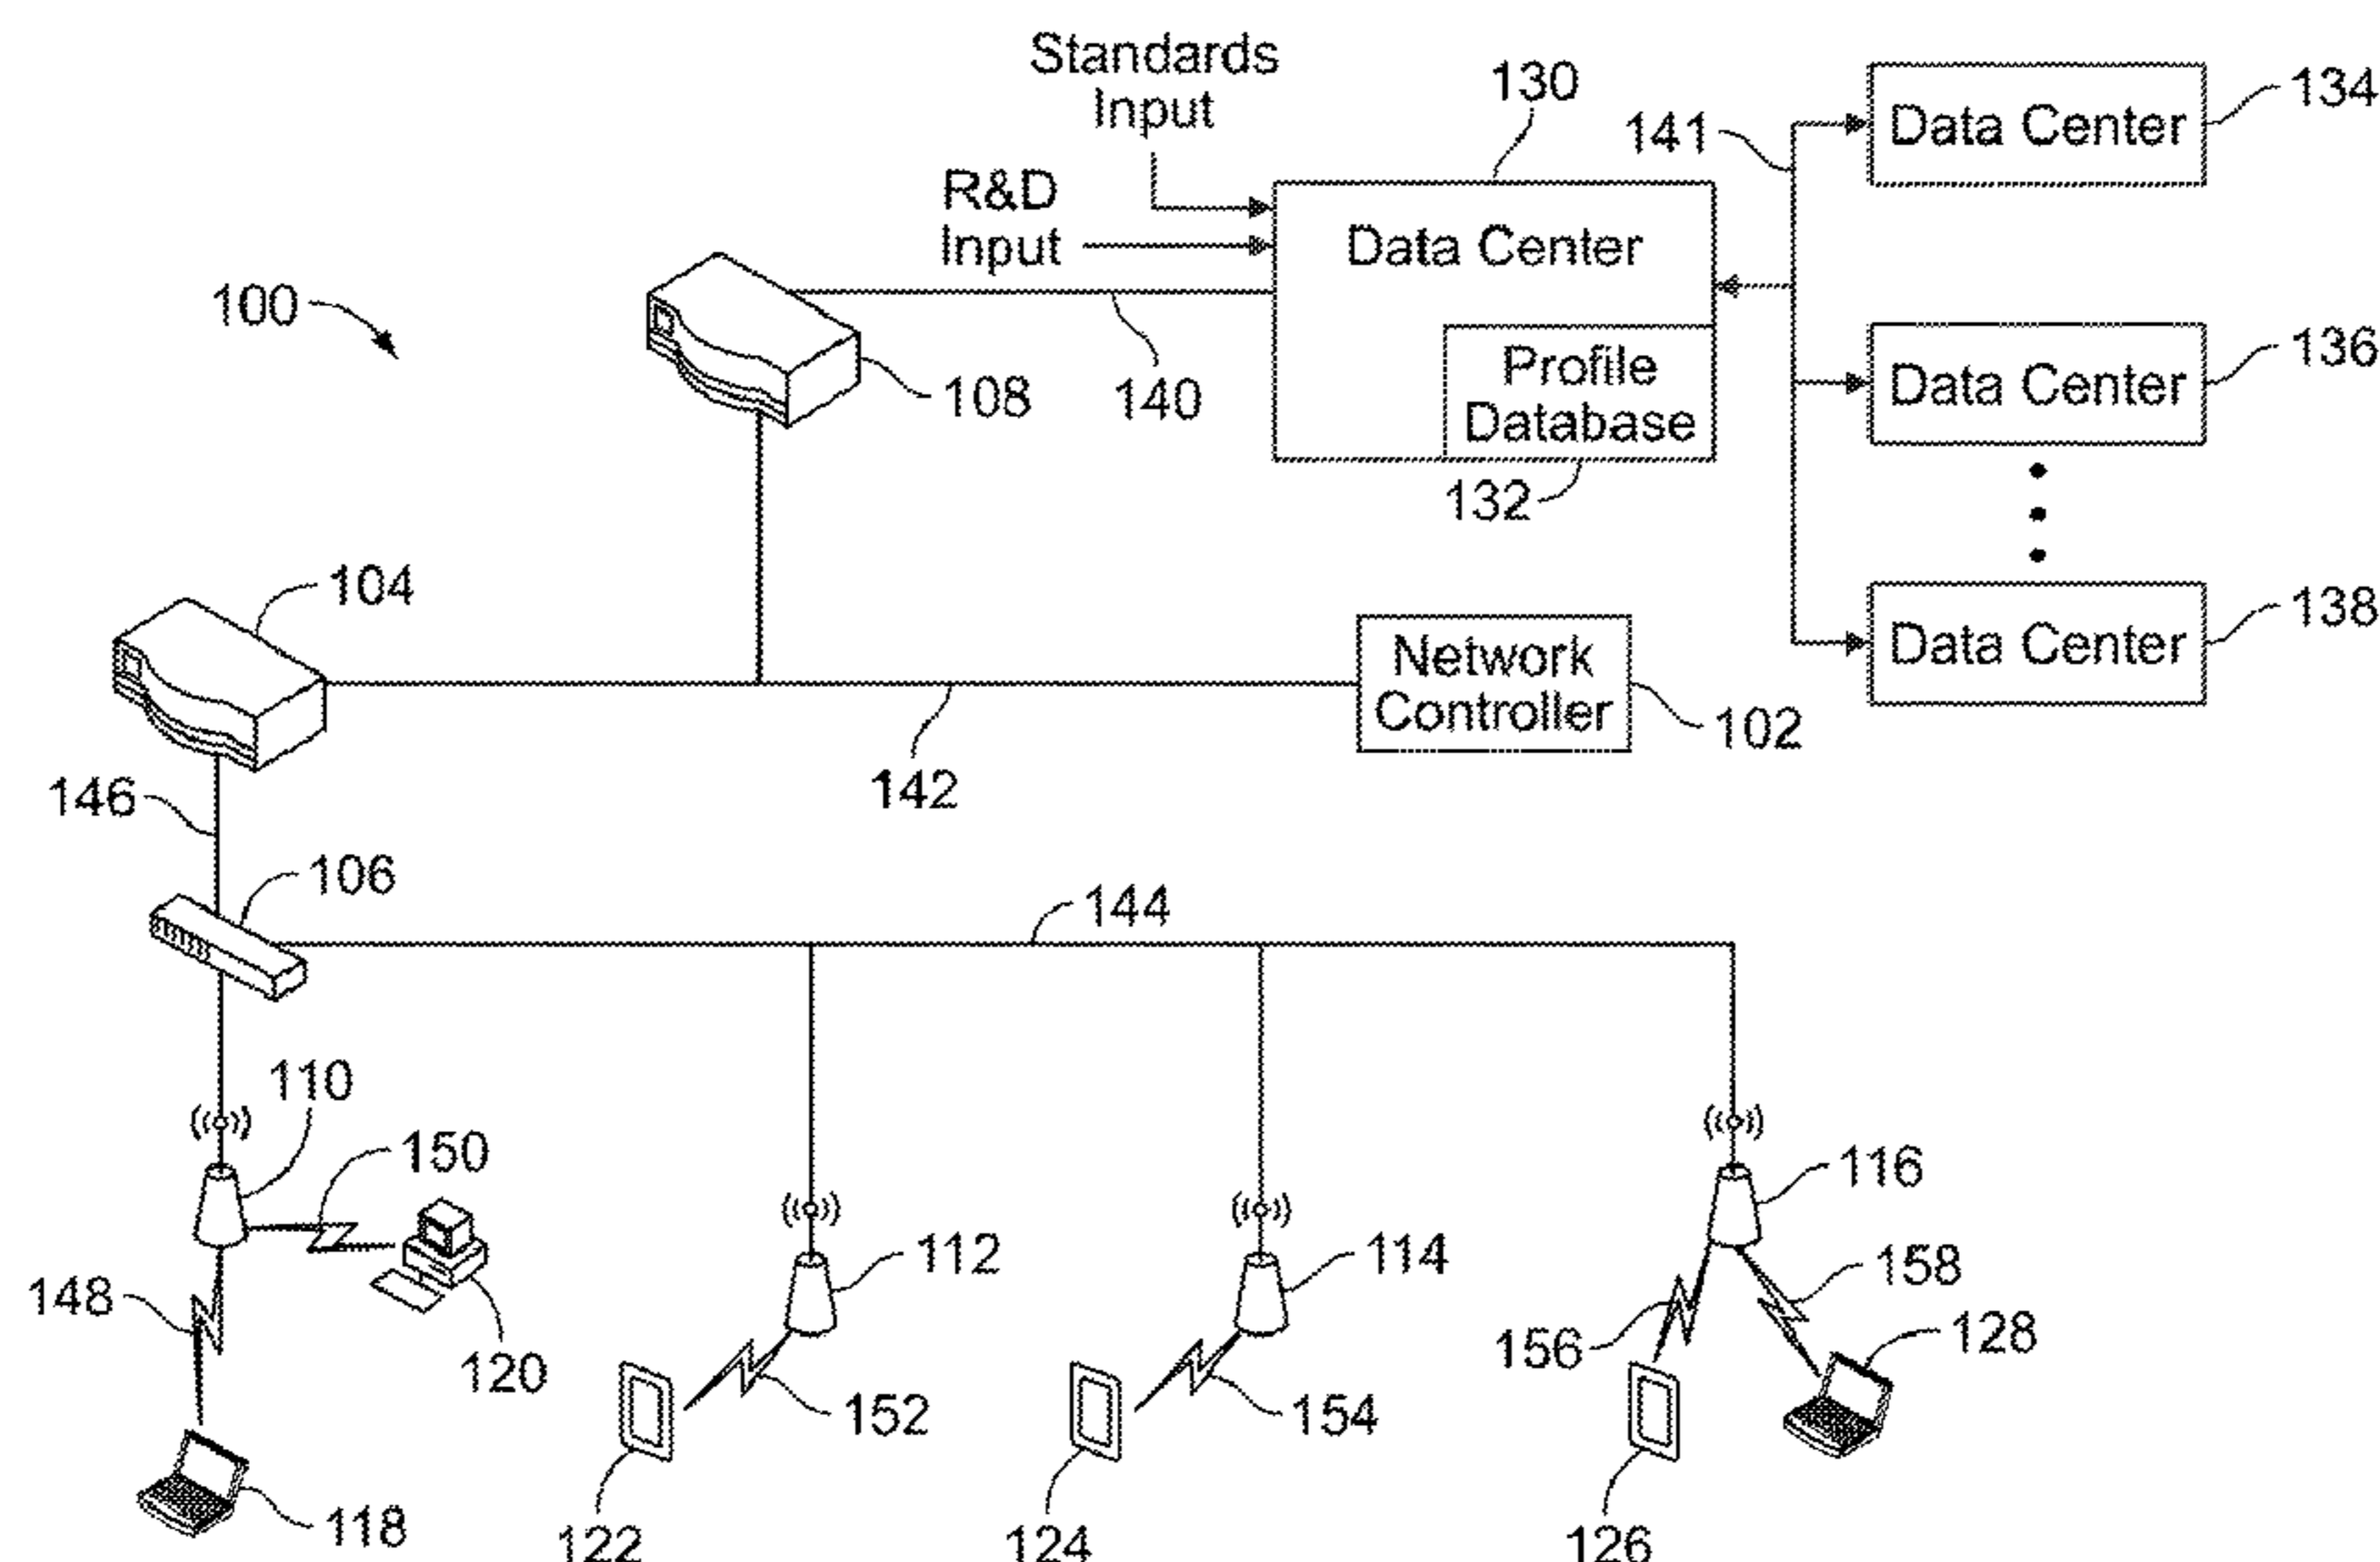 Standards
Input
130
134
141
Data Center
R&D
Input
Data Center
100
136
Profile
Database
Data Center
108
140
132
104
138
Network
Controller
Data Center
102
142
146
106
144
110
150
116
112
114
158
148
156
128
120
152
154
118
122
124
126